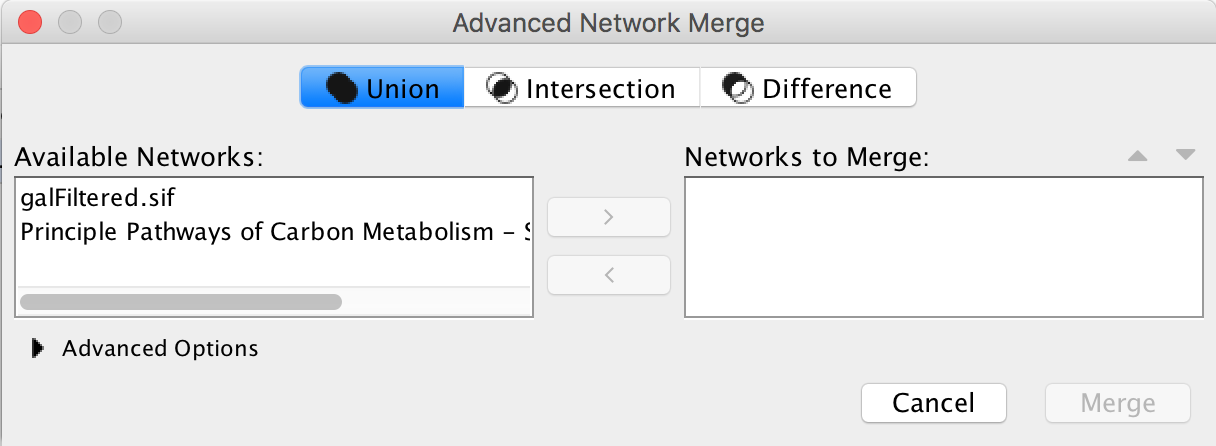 Advanced Network Merge
Union Intersection Difference
Available Networks:
Networks to Merge:
galFiltered.sif
Principle Pathways of Carbon Metabolism –
>
<
Advanced Options
Cancel Merge